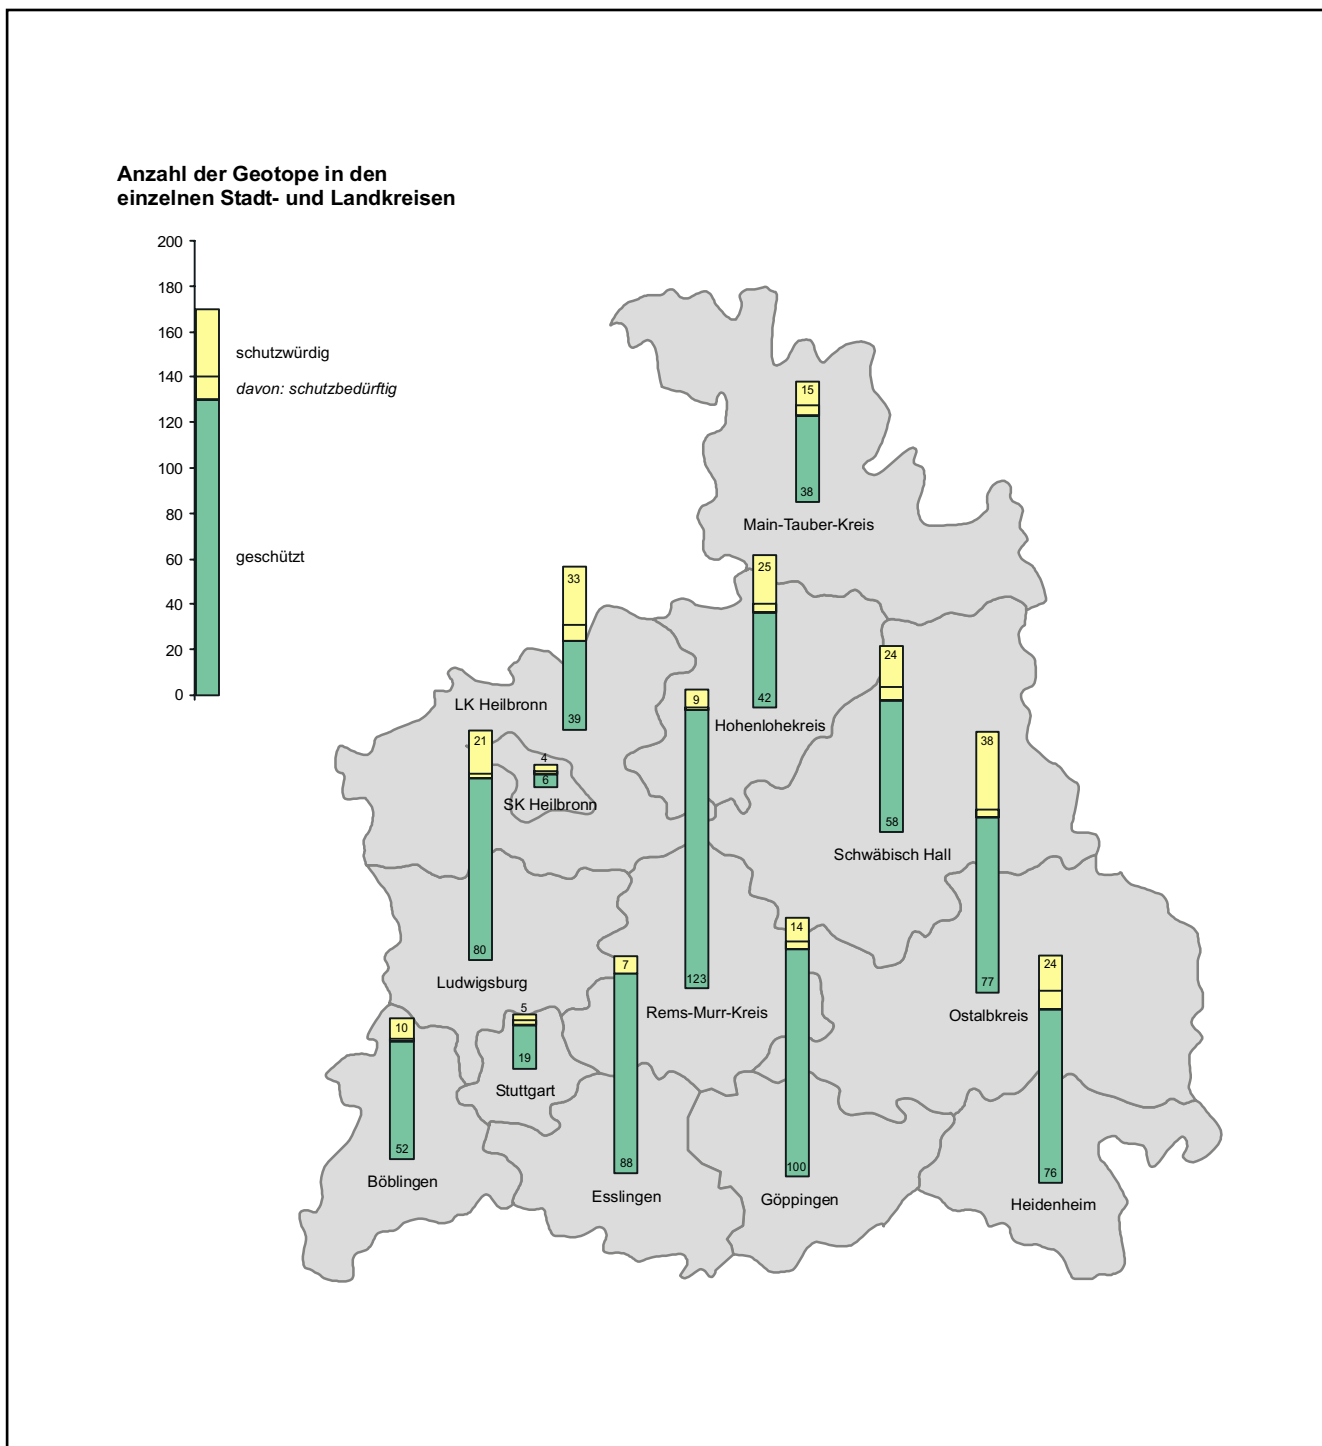 Anzahl der Geotope in den
einzelnen Stadt- und Landkreisen
200
180
160
140
120
100
80
60
40
20
0
schutzwürdig
davon: schutzbedürftig
geschützt
15
38
Main-Tauber-Kreis
25
42
Hohenlohekreis
33
39
LK Heilbronn
4
6
SK Heilbronn
24
58
Schwäbisch Hall
9
123
Rems-Murr-Kreis
21
80
Ludwigsburg
38
77
Ostalbkreis
14
100
Göppingen
7
88
Esslingen
24
76
Heidenheim
5
19
Stuttgart
10
52
Böblingen